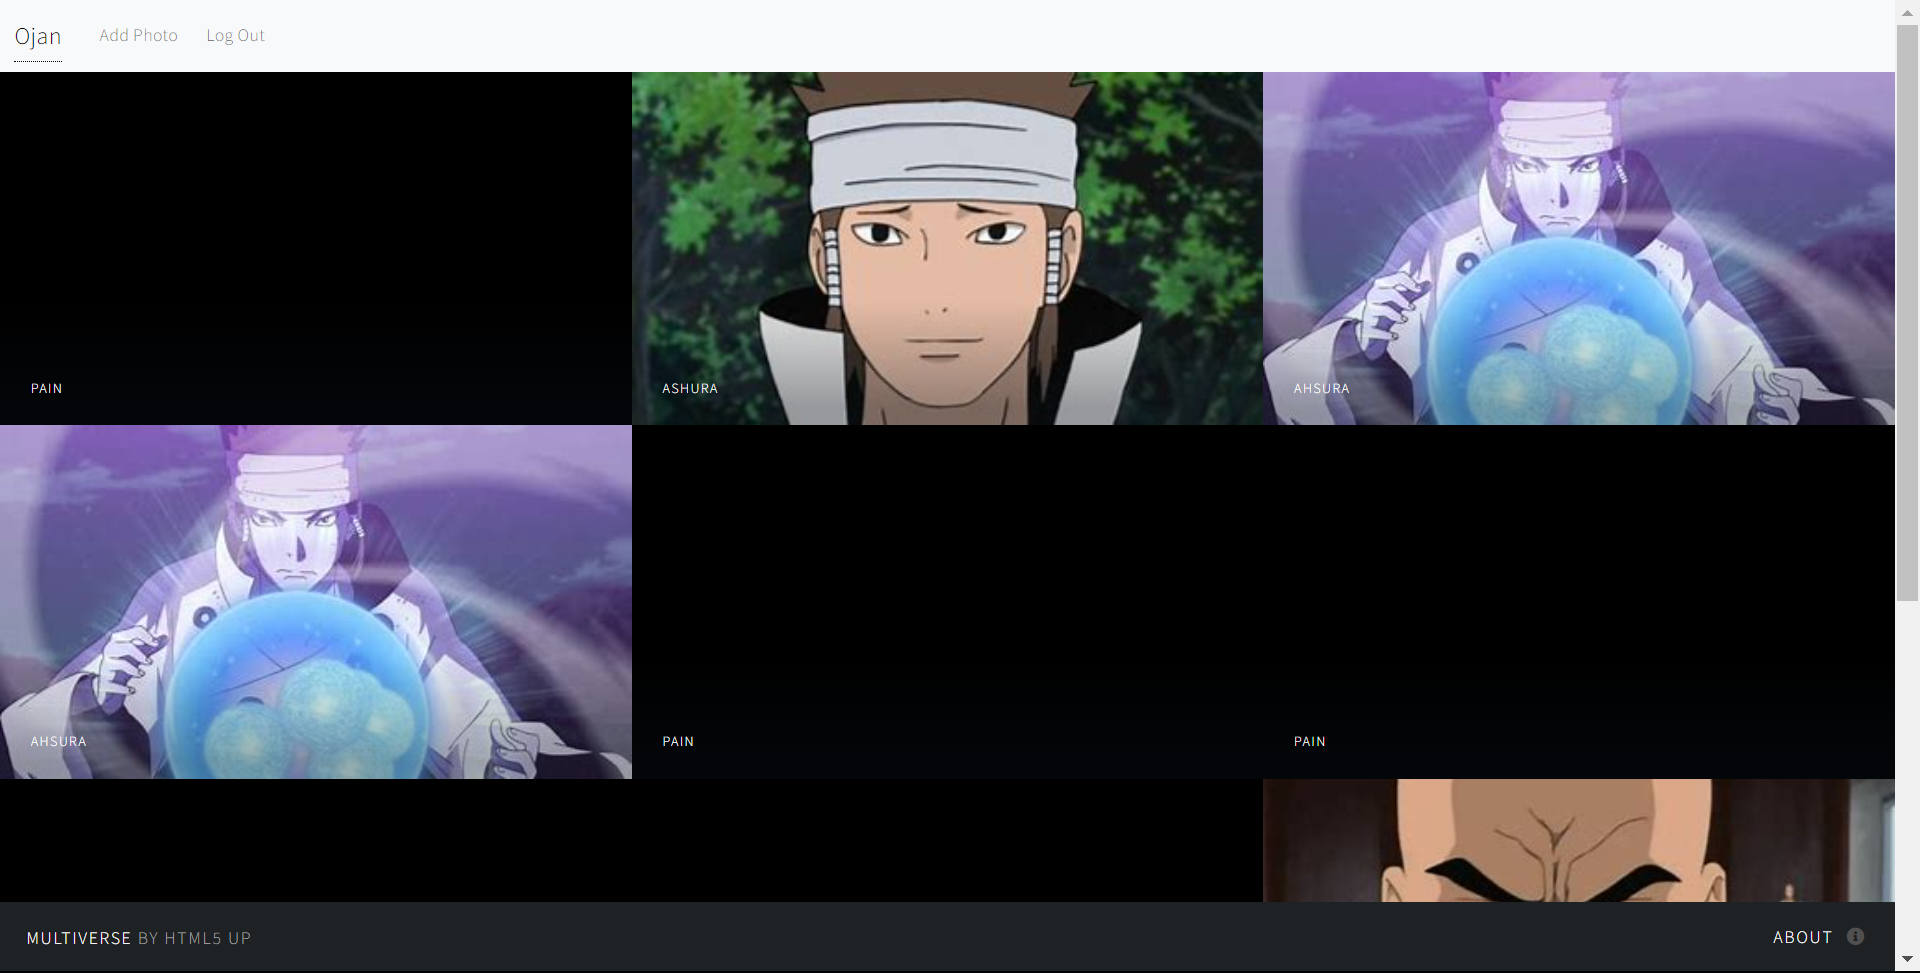 Ojan Add Photo Log Out
PAIN
ASHURA
AHSURA
AHSURA
PAIN
PAIN
MULTIVERSE BY HTML5 UP
ABOUT